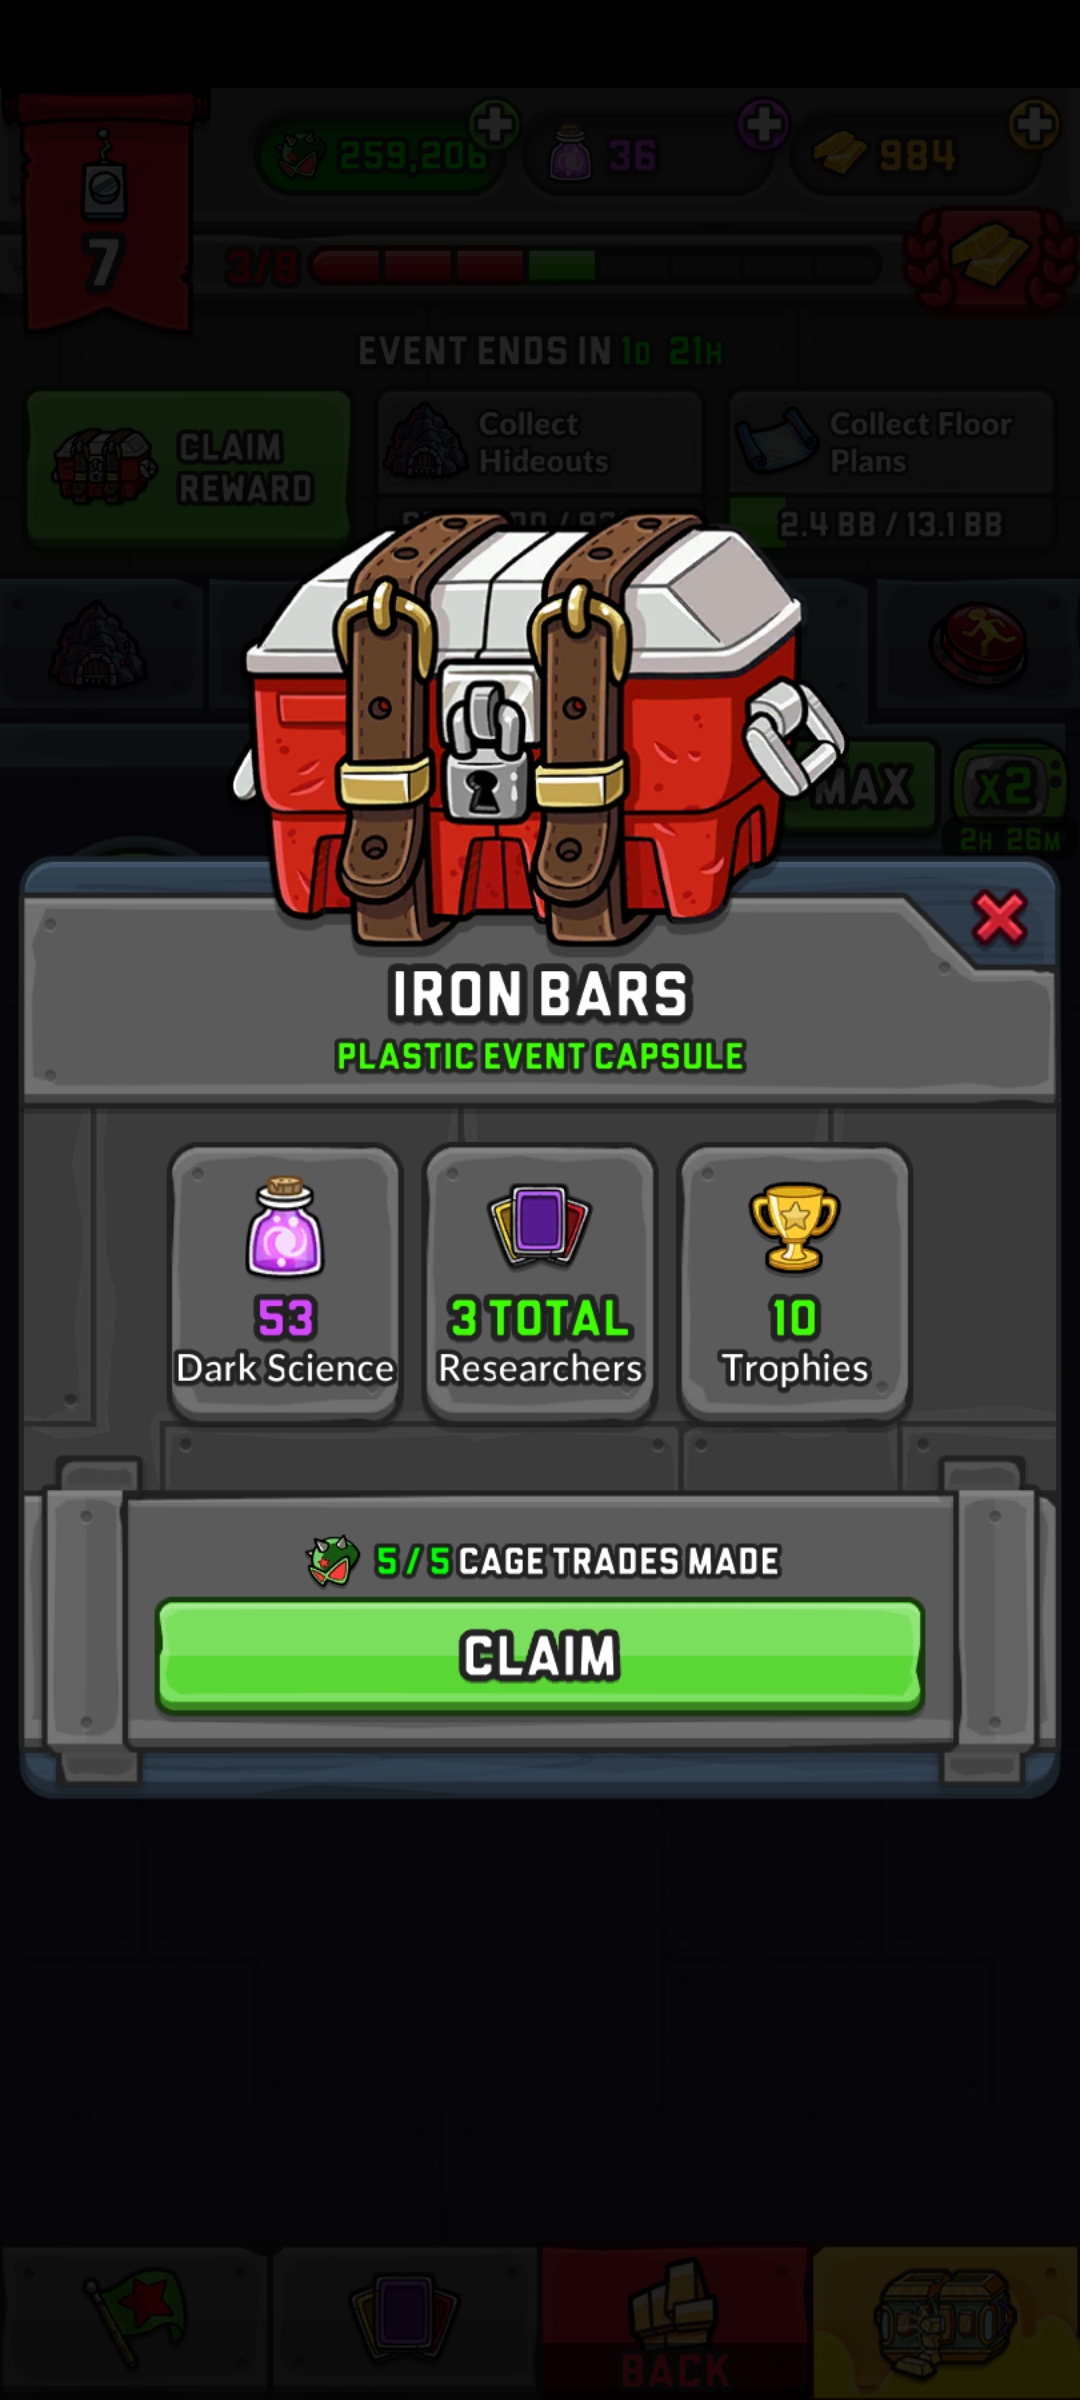 259,206
36
984
7
3/8
EVENT ENDS IN 1D 21H
CLAIM
REWARD
Collect
Hideouts
Collect Floor
Plans
2.4 BB / 13.1 BB
MAX
X2
2H 26M
IRON BARS
PLASTIC EVENT CAPSULE
53
Dark Science
3 TOTAL
Researchers
10
Trophies
5 / 5 CAGE TRADES MADE
CLAIM
BACK